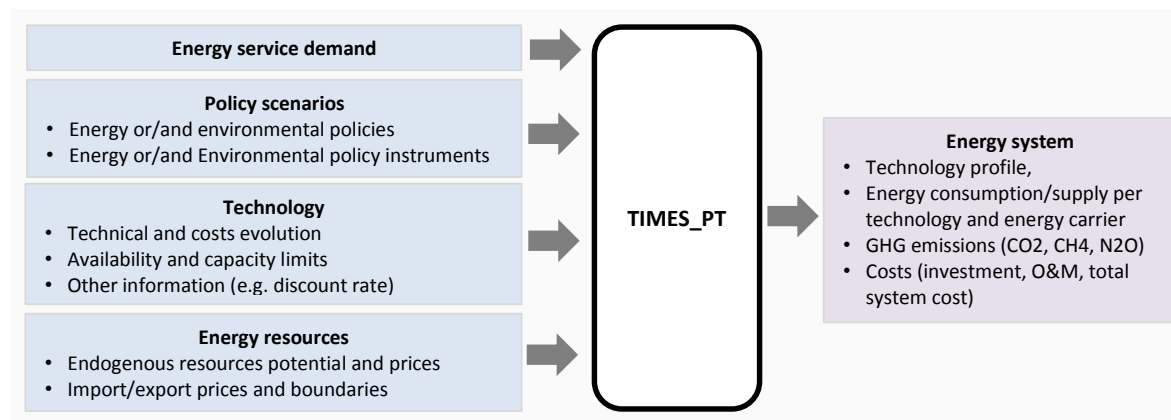 Energy service demand
Policy scenarios
• Energy or/and environmental policies
• Energy or/and Environmental policy instruments
Technology
• Technical and costs evolution
• Availability and capacity limits
• Other information (e.g. discount rate)
Energy resources
• Endogenous resources potential and prices
• Import/export prices and boundaries
TIMES_PT
Energy system
• Technology profile,
• Energy consumption/supply per
technology and energy carrier
• GHG emissions (CO2, CH4, N2O)
• Costs (investment, O&M, total
system cost)